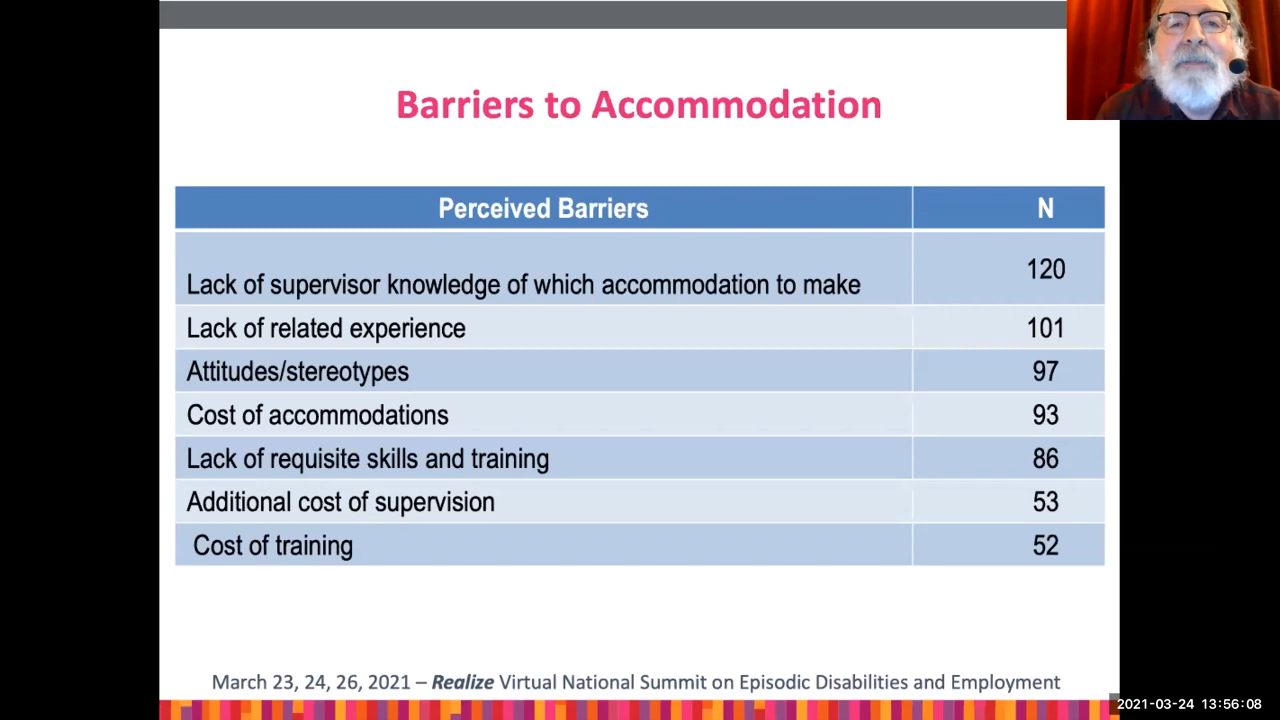 Barriers to Accommodation
Perceived Barriers N
Lack of supervisor knowledge of which accommodation to make 120
Lack of related experience 101
Attitudes/stereotypes 97
Cost of accommodations 93
Lack of requisite skills and training 86
Additional cost of supervision 53
Cost of training 52
March 23, 24, 26, 2021 – Realize Virtual National Summit on Episodic Disabilities and Employment
2021-03-24 13:56:08